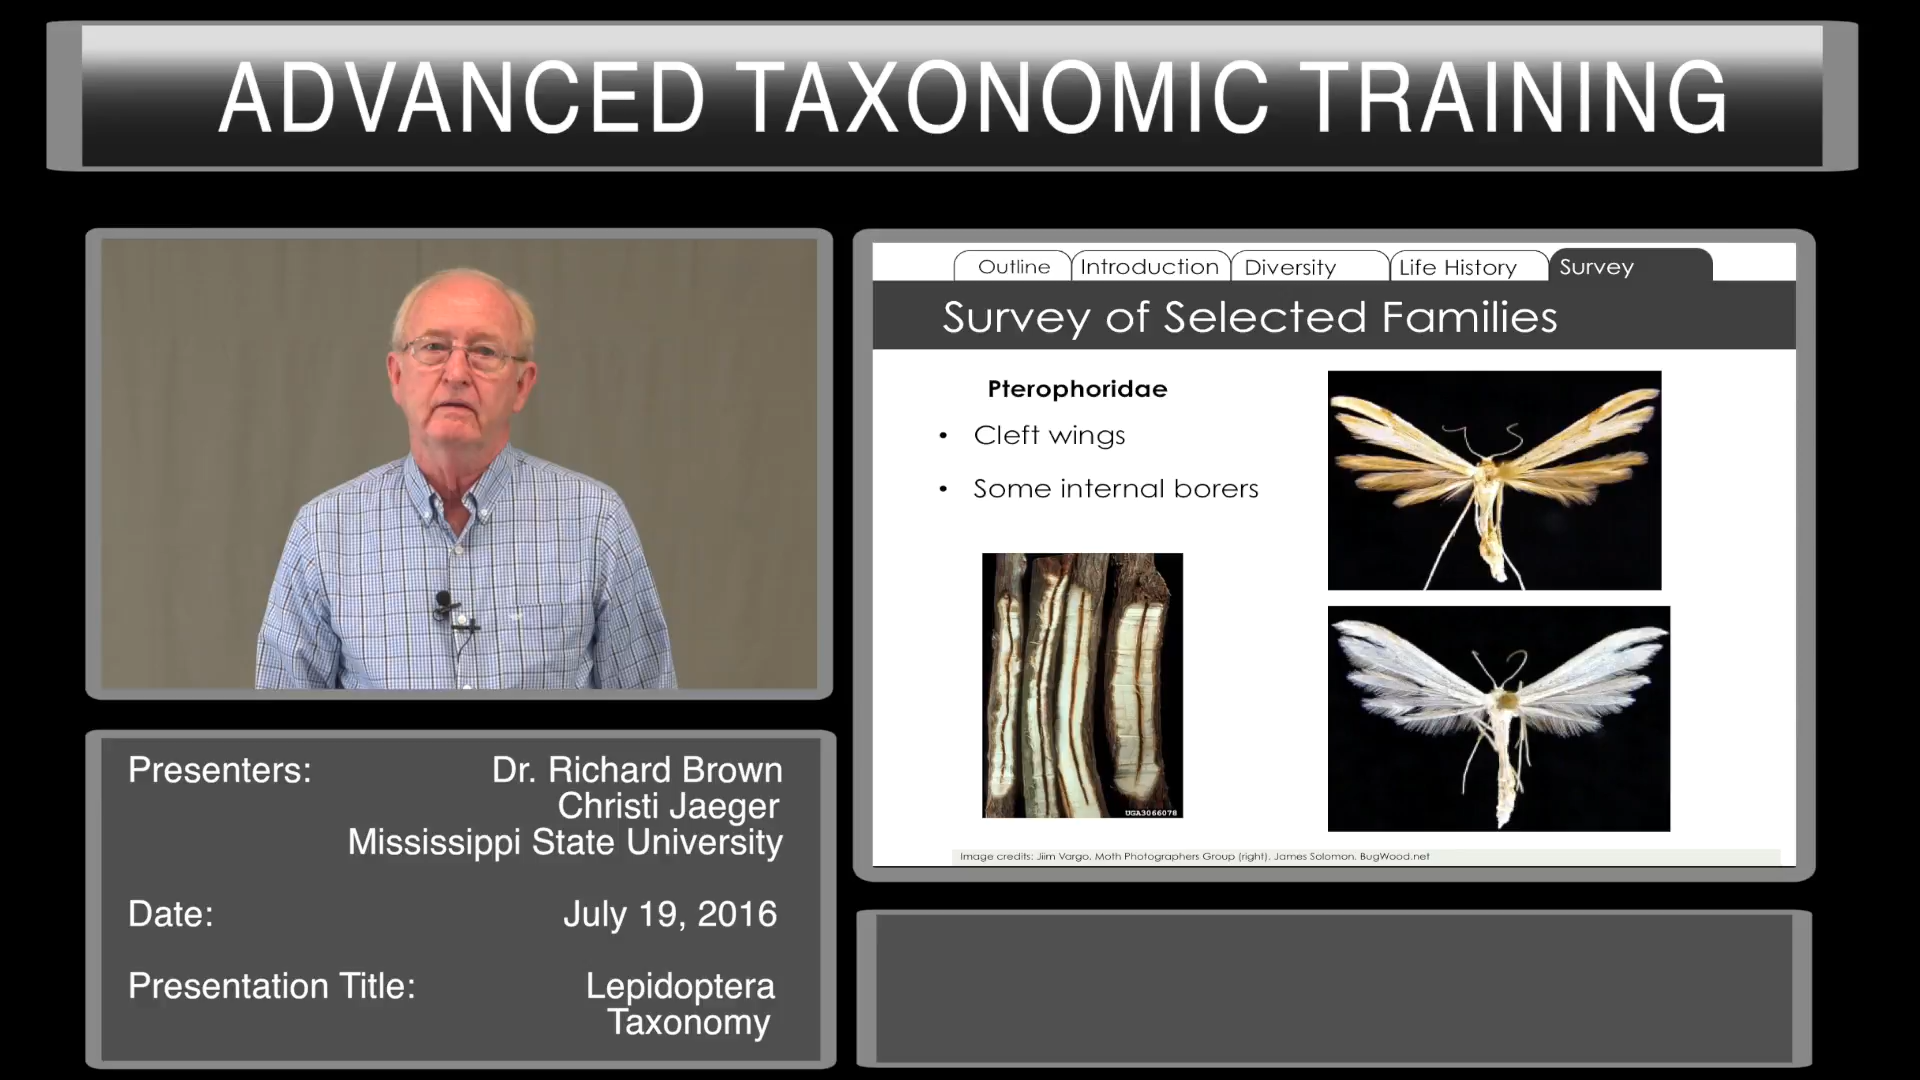 ADVANCED TAXONOMIC TRAINING
Outline
Introduction
Diversity
Life History
Survey
Survey of Selected Families
Pterophoridae
• Cleft wings
• Some internal borers
UGA3066078
Image credits: Jiim Vargo, Moth Photographers Group (right), James Solomon, BugWood.net
Presenters: Dr. Richard Brown
Christi Jaeger
Mississippi State University
Date: July 19, 2016
Presentation Title: Lepidoptera
Taxonomy